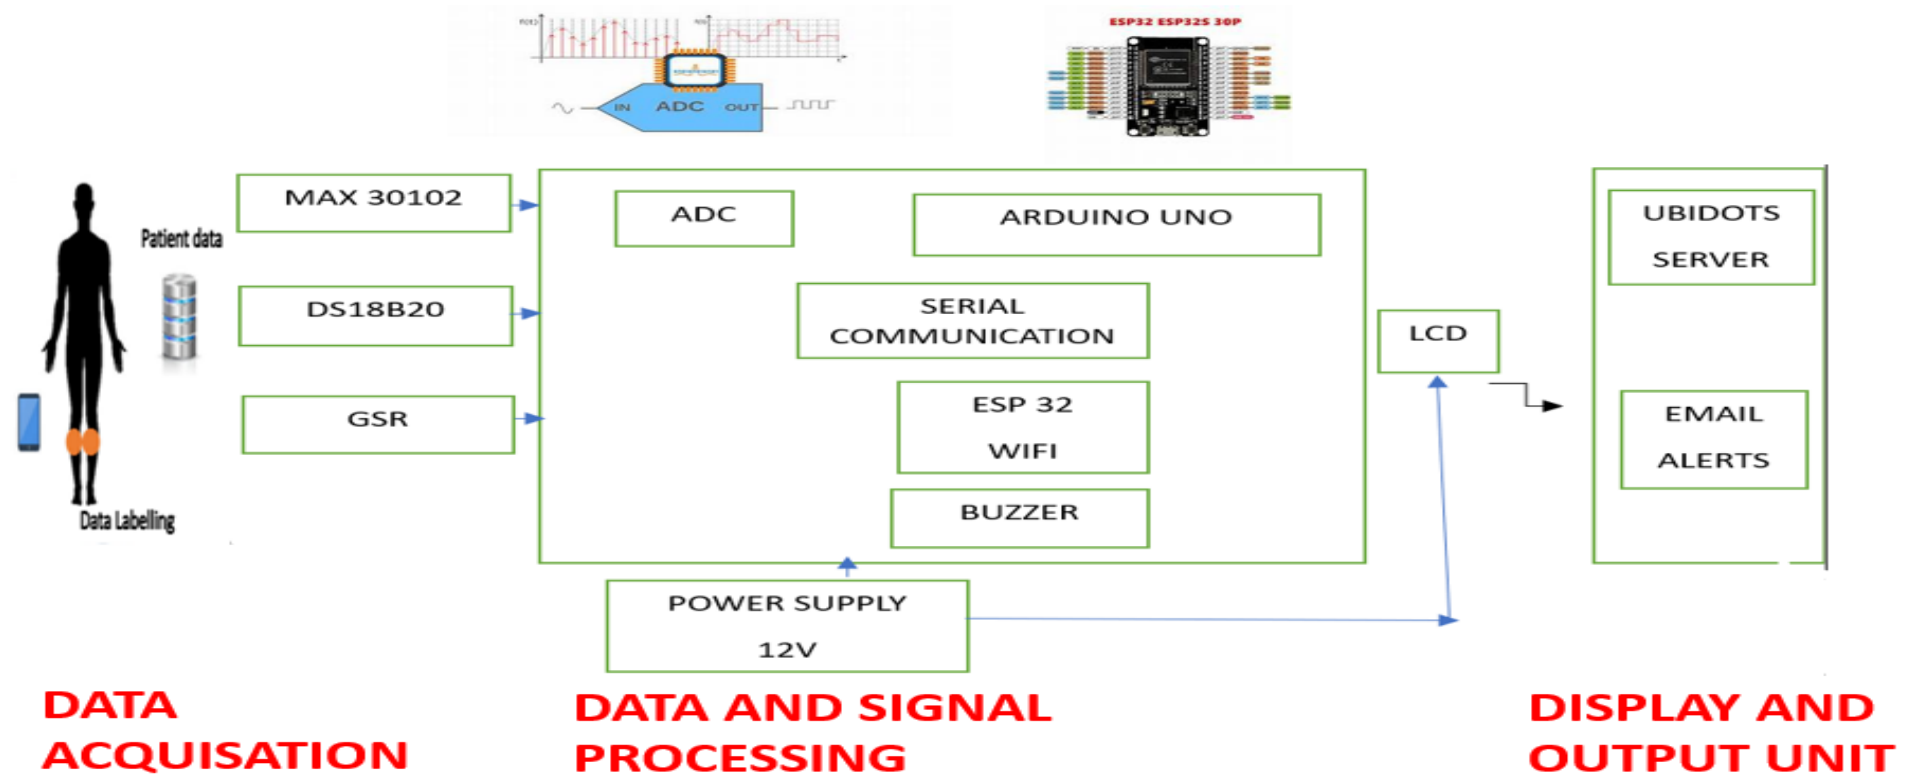 ESP32 ESP32S 30P
IN ADC OUT
MAX 30102
ADC
ARDUINO UNO
UBIDOTS
SERVER
Patient data
DS18B20
SERIAL
COMMUNICATION
LCD
GSR
ESP 32
WIFI
EMAIL
ALERTS
BUZZER
Data Labelling
POWER SUPPLY
12V
DATA
ACQUISATION
DATA AND SIGNAL
PROCESSING
DISPLAY AND
OUTPUT UNIT